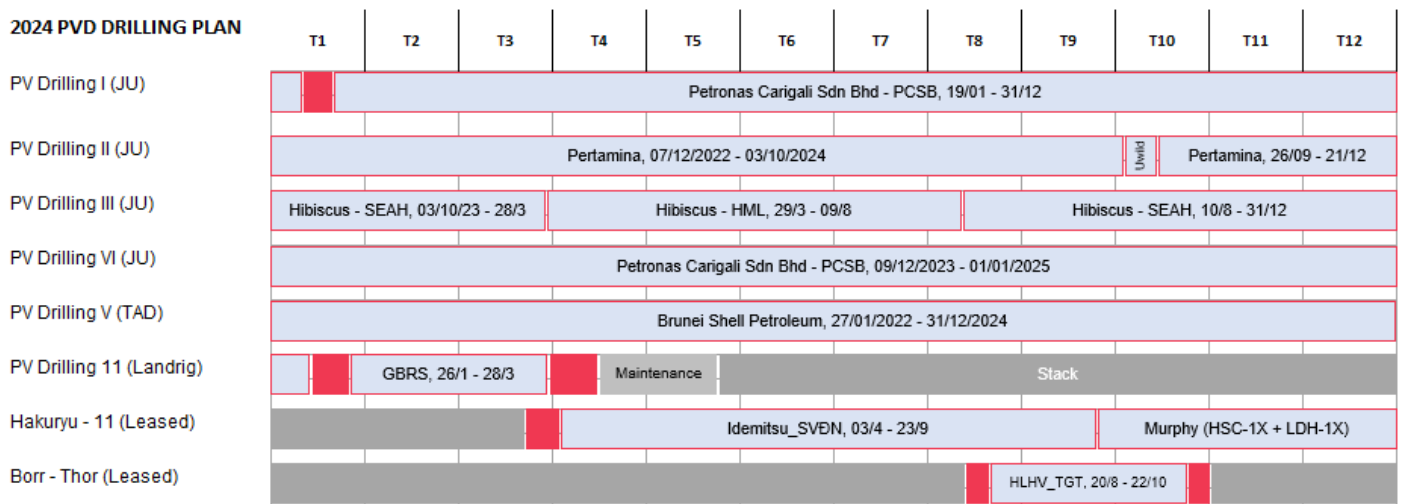 2024 PVD DRILLING PLAN T1 T2 T3 T4 T5 T6 T7 T8 T9 T10 T11 T12
PV Drilling I (JU) Petronas Carigali Sdn Bhd - PCSB, 19/01 - 31/12
PV Drilling II (JU) Pertamina, 07/12/2022 - 03/10/2024 Uwild Pertamina, 26/09 - 21/12
PV Drilling III (JU) Hibiscus - SEAH, 03/10/23 - 28/3 Hibiscus - HML, 29/3 - 09/8 Hibiscus - SEAH, 10/8 - 31/12
PV Drilling VI (JU) Petronas Carigali Sdn Bhd - PCSB, 09/12/2023 - 01/01/2025
PV Drilling V (TAD) Brunei Shell Petroleum, 27/01/2022 - 31/12/2024
PV Drilling 11 (Landrig) GBRS, 26/1 - 28/3 Maintenance Stack
Hakuryu - 11 (Leased) Idemitsu_SVĐN, 03/4 - 23/9 Murphy (HSC-1X + LDH-1X)
Borr - Thor (Leased) HLHV_TGT, 20/8 - 22/10